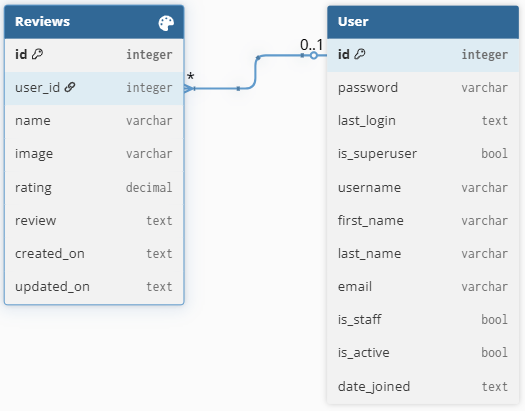 Reviews
id integer
user_id integer
name varchar
image varchar
rating decimal
review text
created_on text
updated_on text
*
0..1
User
id integer
password varchar
last_login text
is_superuser bool
username varchar
first_name varchar
last_name varchar
email varchar
is_staff bool
is_active bool
date_joined text